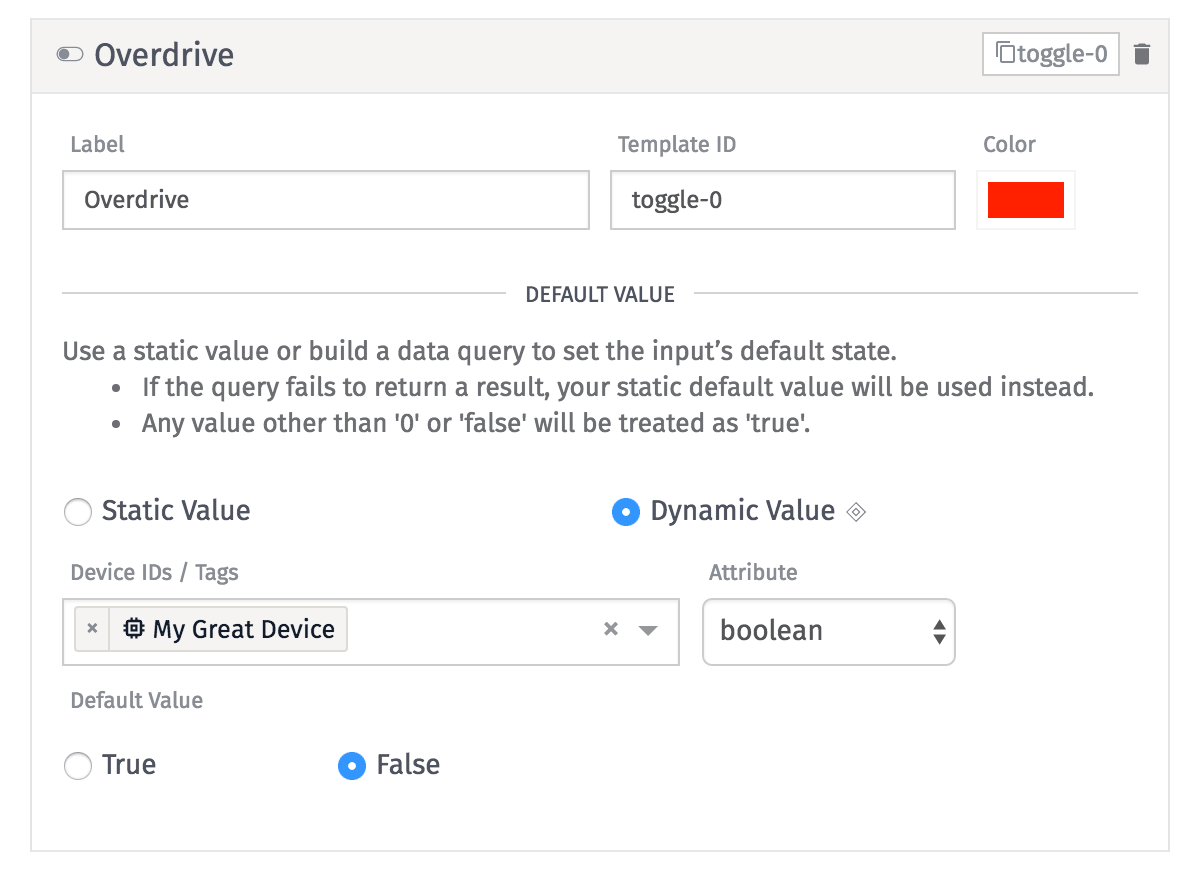 Overdrive
toggle-0
Label
Template ID
Color
Overdrive
toggle-0
DEFAULT VALUE
Use a static value or build a data query to set the input’s default state.
• If the query fails to return a result, your static default value will be used instead.
• Any value other than '0' or 'false' will be treated as 'true'.
Static Value
Dynamic Value
Device IDs / Tags
Attribute
× My Great Device ×
boolean
Default Value
True
False